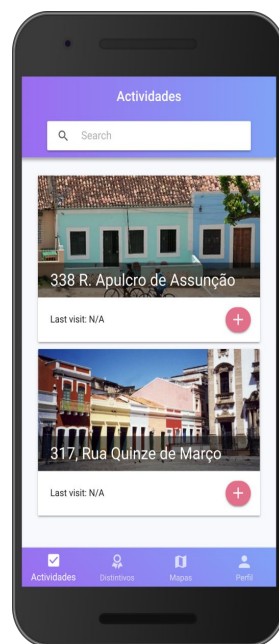 Actividades
Search
338 R. Apulcro de Assunção
Last visit: N/A
317, Rua Quinze de Março
Last visit: N/A
Actividades
Distintivos
Mapas
Perfil